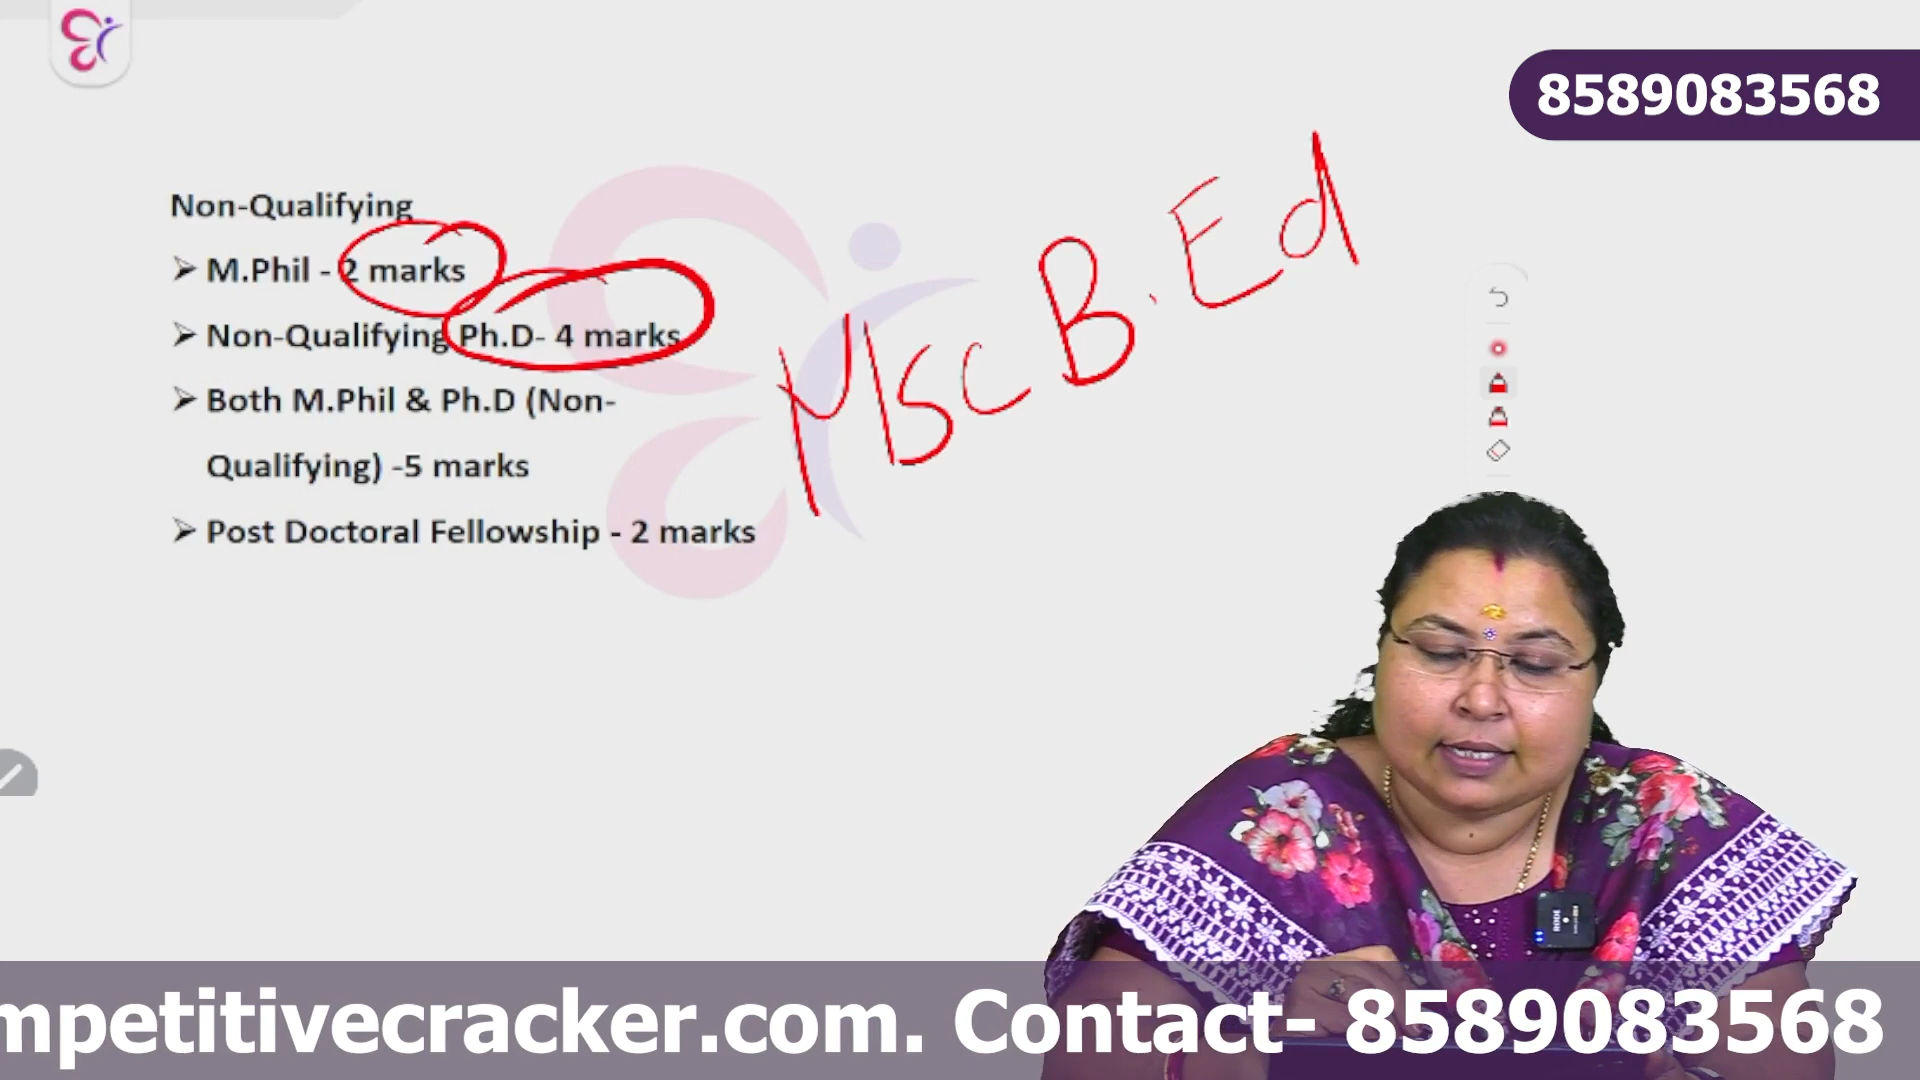 8589083568
Non-Qualifying
➢ M.Phil - 2 marks
➢ Non-Qualifying Ph.D- 4 marks
➢ Both M.Phil & Ph.D (Non-
Qualifying) -5 marks
➢ Post Doctoral Fellowship - 2 marks
Msc B.Ed
RODE
mpetitivecracker.com. Contact- 8589083568